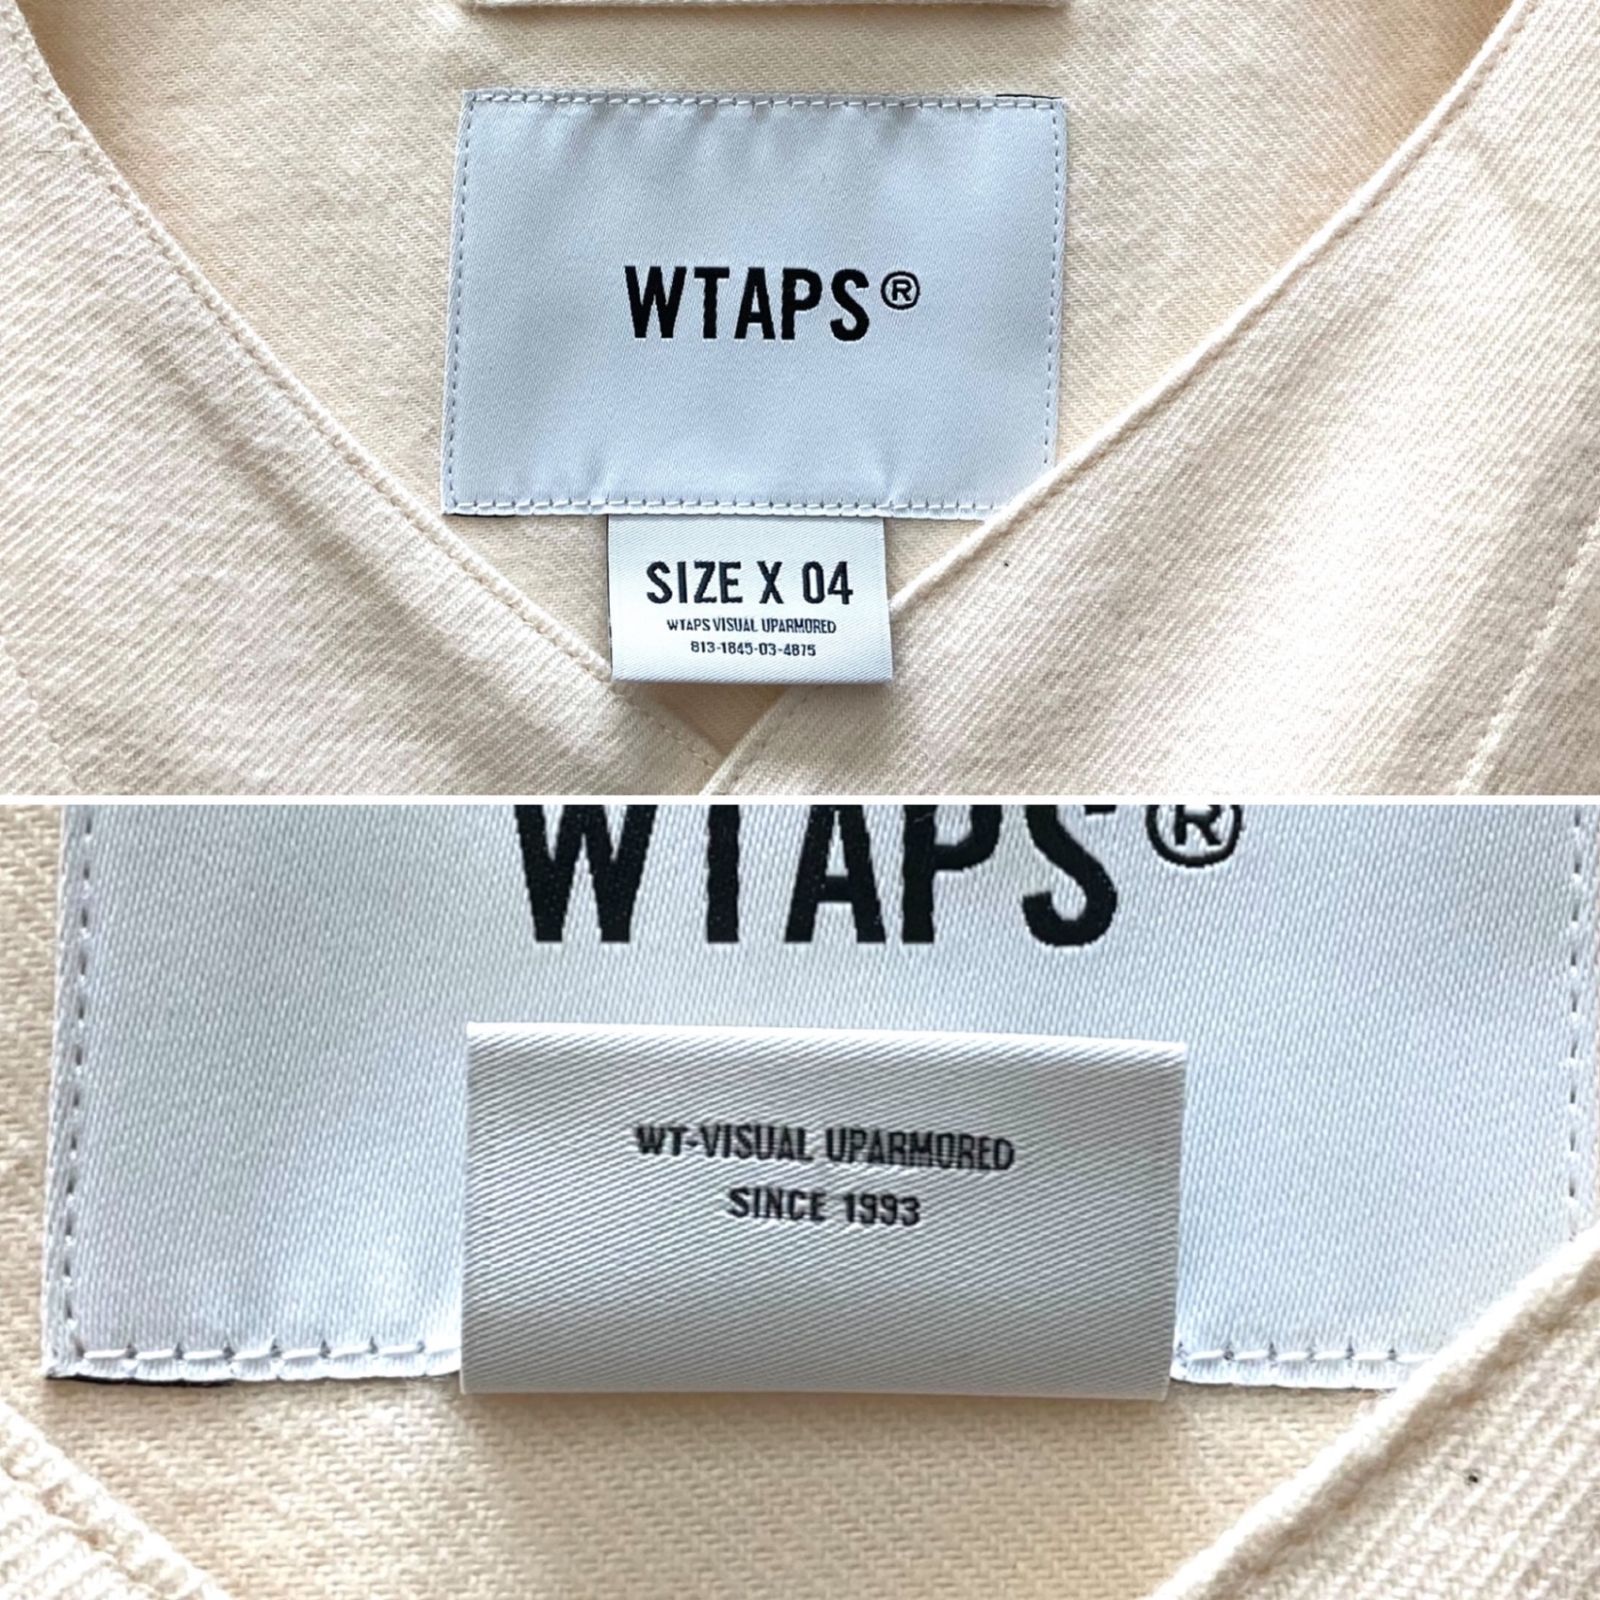 WTAPS®
SIZE X 04
WTAPS VISUAL UPARMORED
813-1845-03-4875
WTAPS®
WT-VISUAL UPARMORED
SINCE 1993